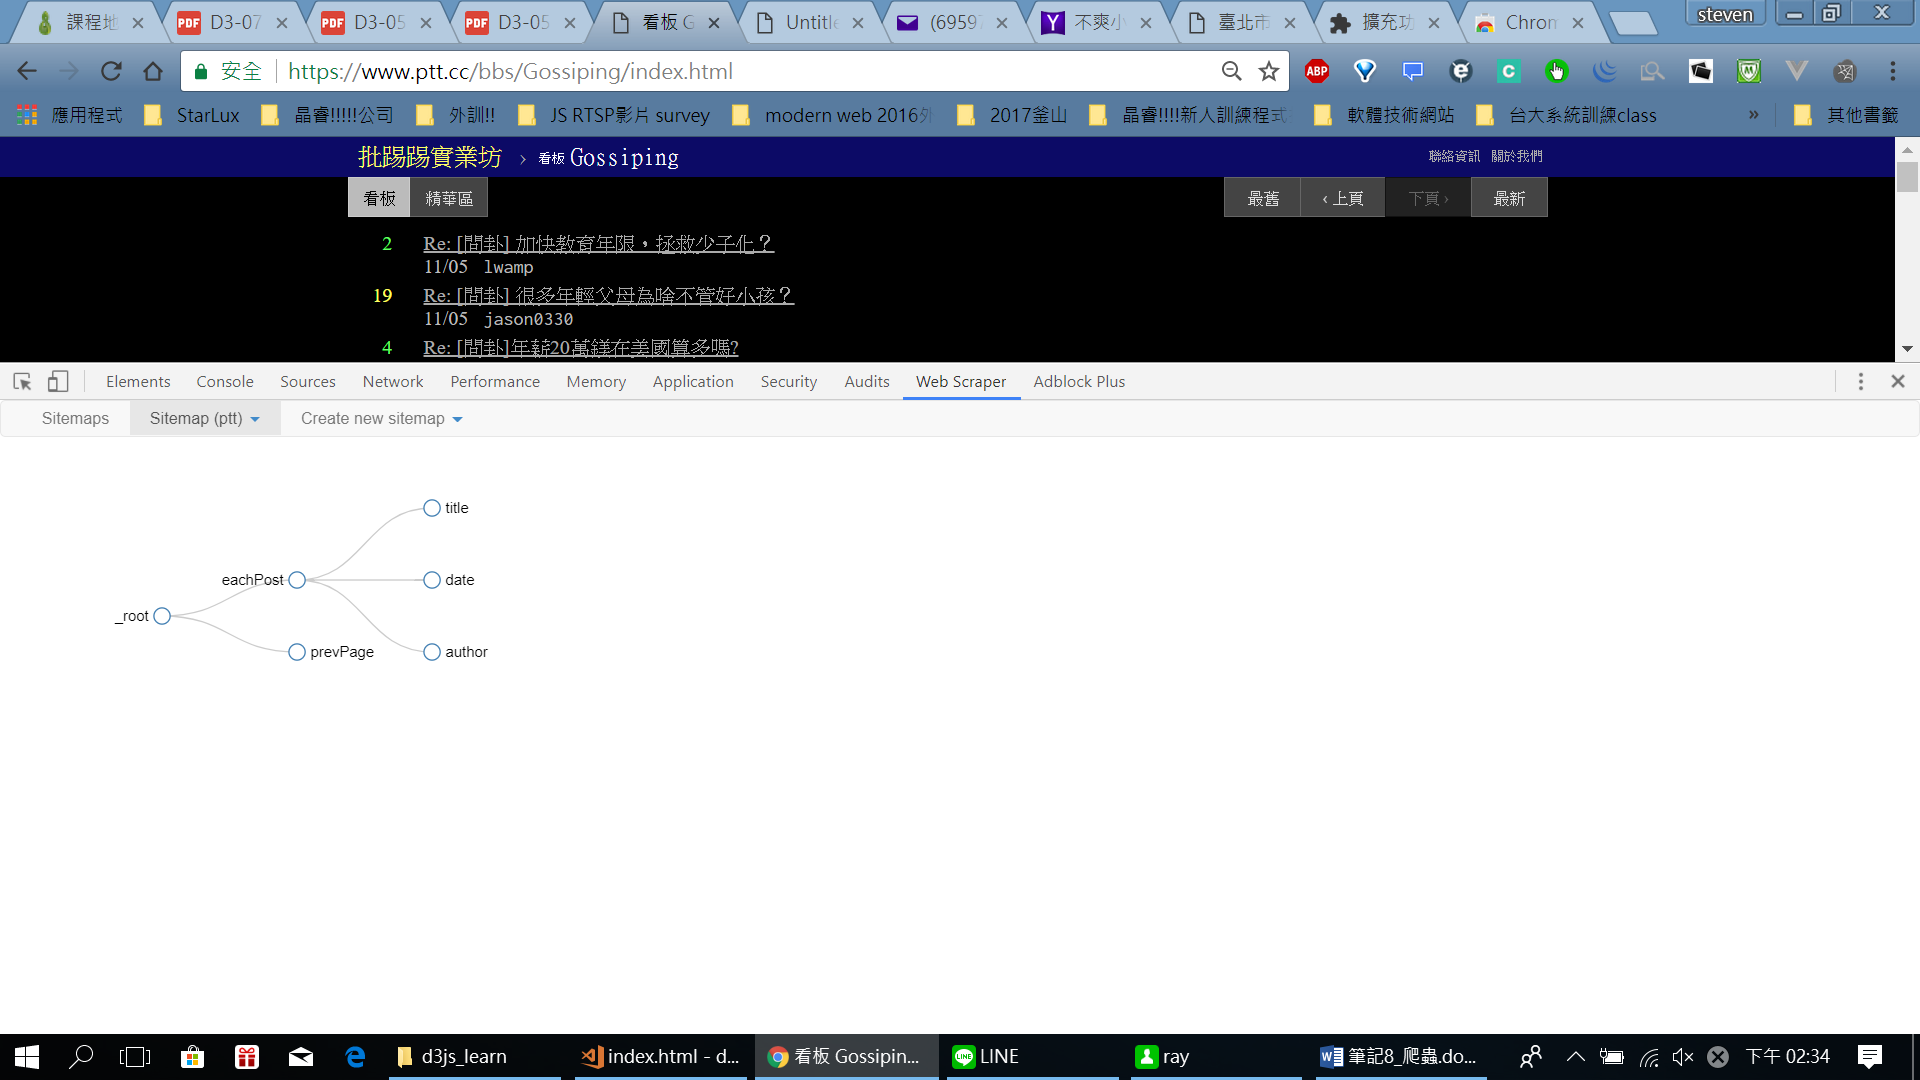 課程地
D3-07
D3-05
D3-05
看板 G
Untitle
(69597
不爽小
臺北市
擴充功
Chrom
steven
安全
https://www.ptt.cc/bbs/Gossiping/index.html
應用程式
StarLux
晶睿!!!!!公司
外訓!!
JS RTSP影片 survey
modern web 2016外
2017釜山
晶睿!!!!新人訓練程式
軟體技術網站
台大系統訓練class
»
其他書籤
批踢踢實業坊 › 看板 Gossiping
聯絡資訊 關於我們
看板 精華區
最舊 ‹ 上頁 下頁 › 最新
2 Re: [問卦] 加快教育年限，拯救少子化？
11/05 lwamp
19 Re: [問卦] 很多年輕父母為啥不管好小孩？
11/05 jason0330
4 Re: [問卦]年薪20萬鎂在美國算多嗎?
Elements Console Sources Network Performance Memory Application Security Audits Web Scraper Adblock Plus
Sitemaps Sitemap (ptt) Create new sitemap
title
eachPost
date
_root
prevPage
author
d3js_learn
index.html - d...
看板 Gossipin...
LINE
ray
筆記8_爬蟲.do...
下午 02:34